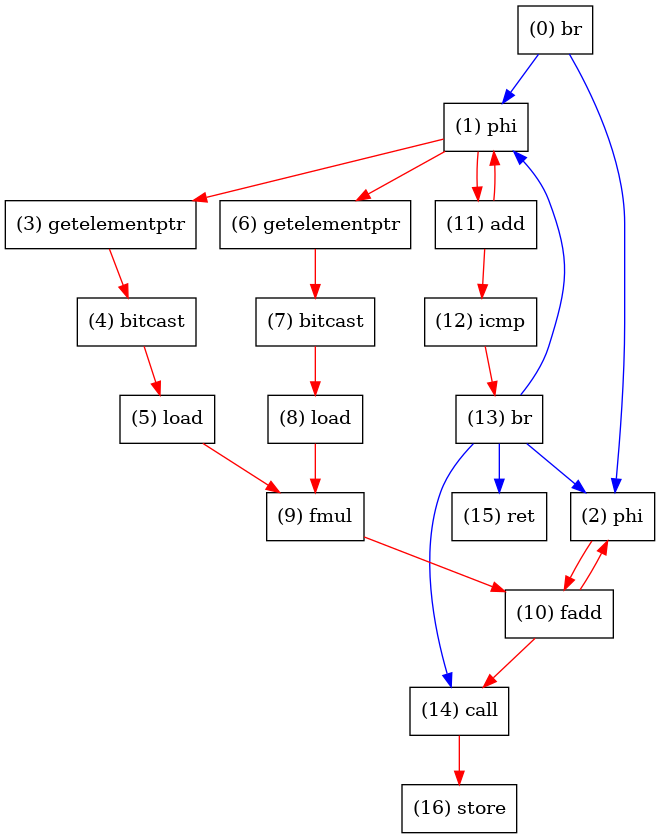 (0) br
(1) phi
(3) getelementptr
(6) getelementptr
(11) add
(4) bitcast
(7) bitcast
(12) icmp
(5) load
(8) load
(13) br
(9) fmul
(15) ret
(2) phi
(10) fadd
(14) call
(16) store